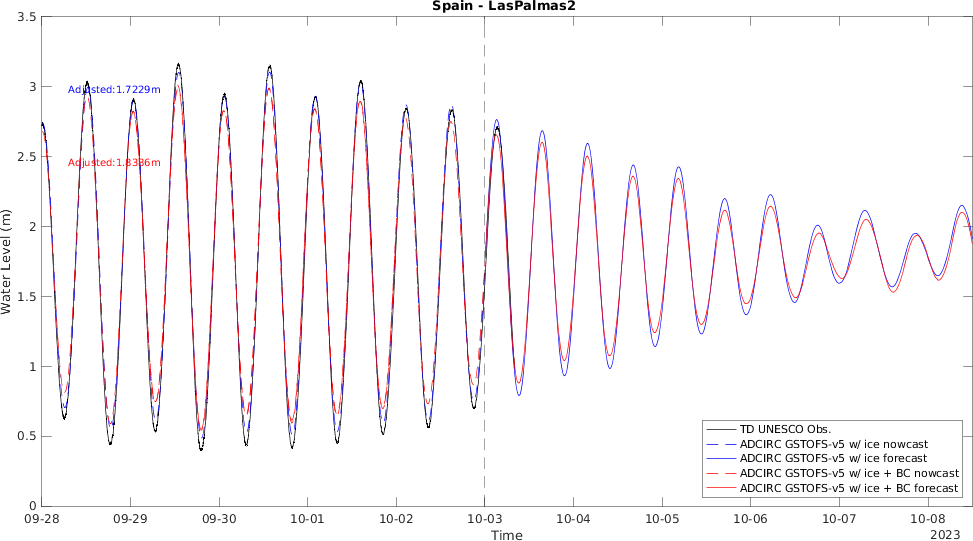 Spain - LasPalmas2
3.5
3
2.5
2
1.5
1
0.5
0
Water Level (m)
Adjusted:1.7229m
Adjusted:1.8336m
TD UNESCO Obs.
ADCIRC GSTOFS-v5 w/ ice nowcast
ADCIRC GSTOFS-v5 w/ ice forecast
ADCIRC GSTOFS-v5 w/ ice + BC nowcast
ADCIRC GSTOFS-v5 w/ ice + BC forecast
09-28 09-29 09-30 10-01 10-02 10-03 10-04 10-05 10-06 10-07 10-08
2023
Time